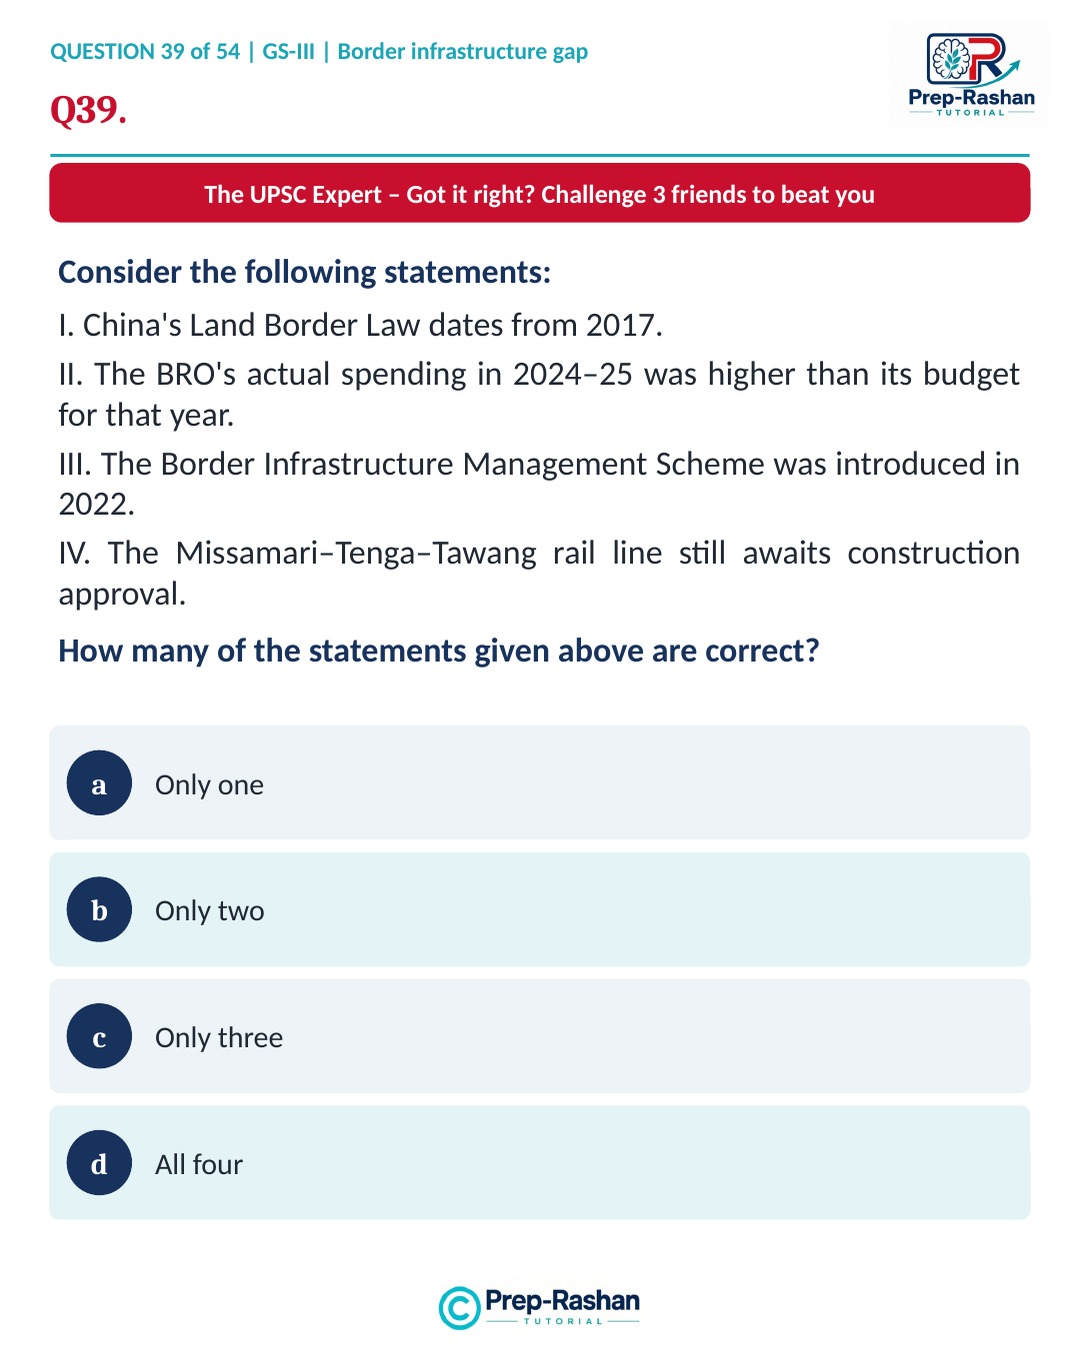 QUESTION 39 of 54 | GS-III | Border infrastructure gap
Q39.
Prep-Rashan
TUTORIAL
The UPSC Expert – Got it right? Challenge 3 friends to beat you
Consider the following statements:
I. China's Land Border Law dates from 2017.
II. The BRO's actual spending in 2024–25 was higher than its budget
for that year.
III. The Border Infrastructure Management Scheme was introduced in
2022.
IV. The Missamari–Tenga–Tawang rail line still awaits construction
approval.
How many of the statements given above are correct?
a Only one
b Only two
c Only three
d All four
© Prep-Rashan
TUTORIAL